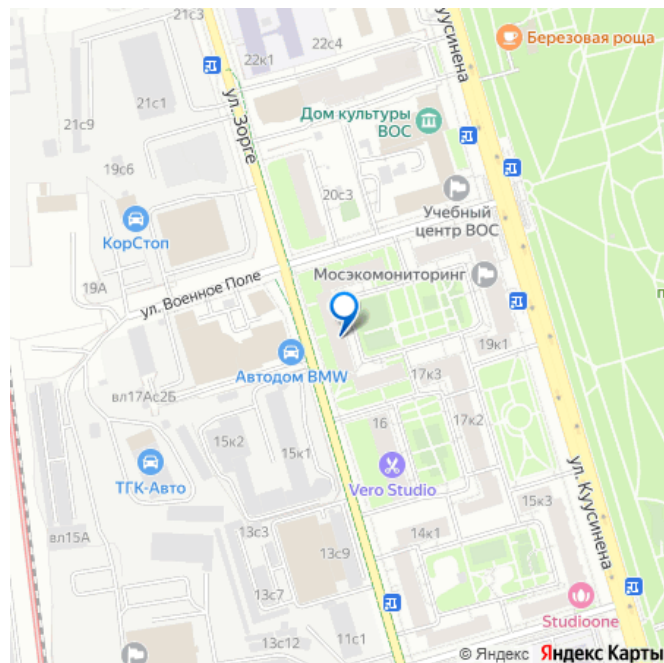 21с3
22с4
Березовая роща
22к1
ул. Куусинена
21с1
21с9
ул. Зорге
Дом культуры
ВОС
19с6
20с3
Учебный
центр ВОС
КорСтоп
Мосэкомониторинг
19А
ул. Военное Поле
19к1
Автодом BMW
17к3
вл17Ас2Б
16
17к2
15к2
15к1
ТГК-Авто
Vero Studio
ул. Куусинена
15к3
вл15А
13с3
14к1
13с9
13с7
Studioone
13с12
11с1
© Яндекс Яндекс Карты